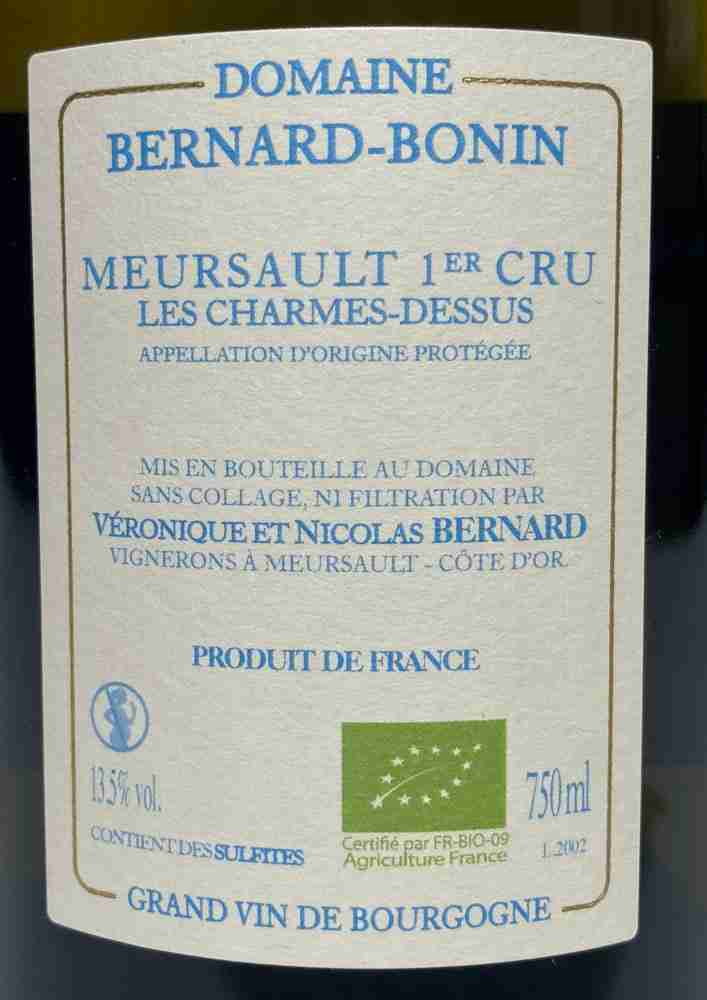 DOMAINE
BERNARD-BONIN
MEURSAULT 1ER CRU
LES CHARMES-DESSUS
APPELLATION D'ORIGINE PROTÉGÉE
MIS EN BOUTEILLE AU DOMAINE
SANS COLLAGE, NI FILTRATION PAR
VÉRONIQUE ET NICOLAS BERNARD
VIGNERONS À MEURSAULT - CÔTE D'OR
PRODUIT DE FRANCE
13.5% vol.
750 ml
CONTIENT DES SULFITES
Certifié par FR-BIO-09
Agriculture France
L.2002
GRAND VIN DE BOURGOGNE